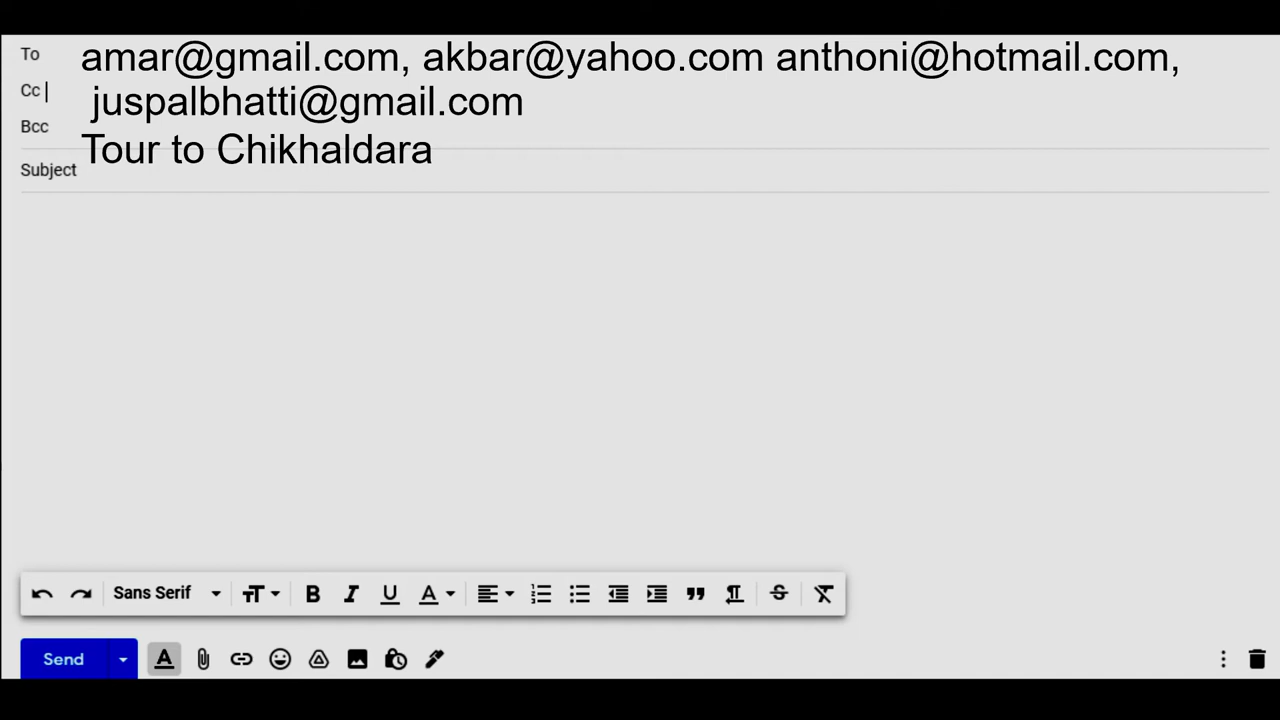 To amar@gmail.com, akbar@yahoo.com anthoni@hotmail.com,
Cc juspalbhatti@gmail.com
Bcc
Tour to Chikhaldara
Subject
Sans Serif
Send